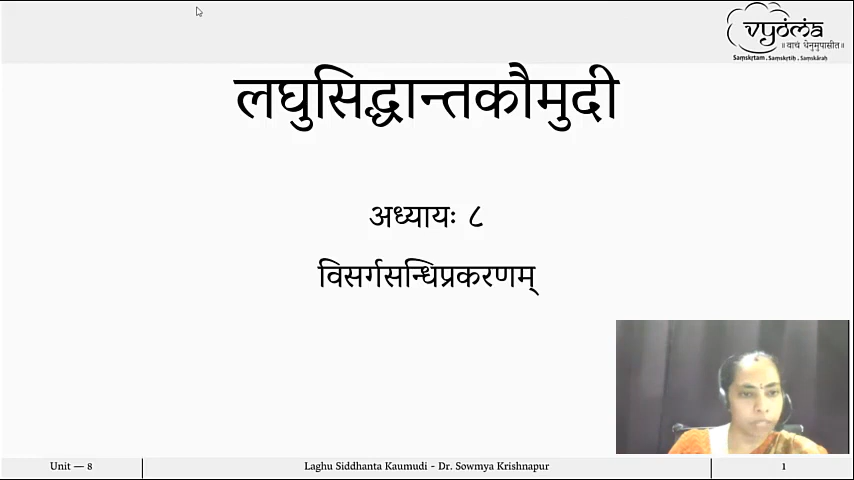 vyoma
॥ वाचं धेनुमुपासीत ॥
Saṃskṛtam . Saṃskṛtiḥ . Saṃskāraḥ
लघुसिद्धान्तकौमुदी
अध्यायः ८
विसर्गसन्धिप्रकरणम्
Unit — 8
Laghu Siddhanta Kaumudi - Dr. Sowmya Krishnapur
1